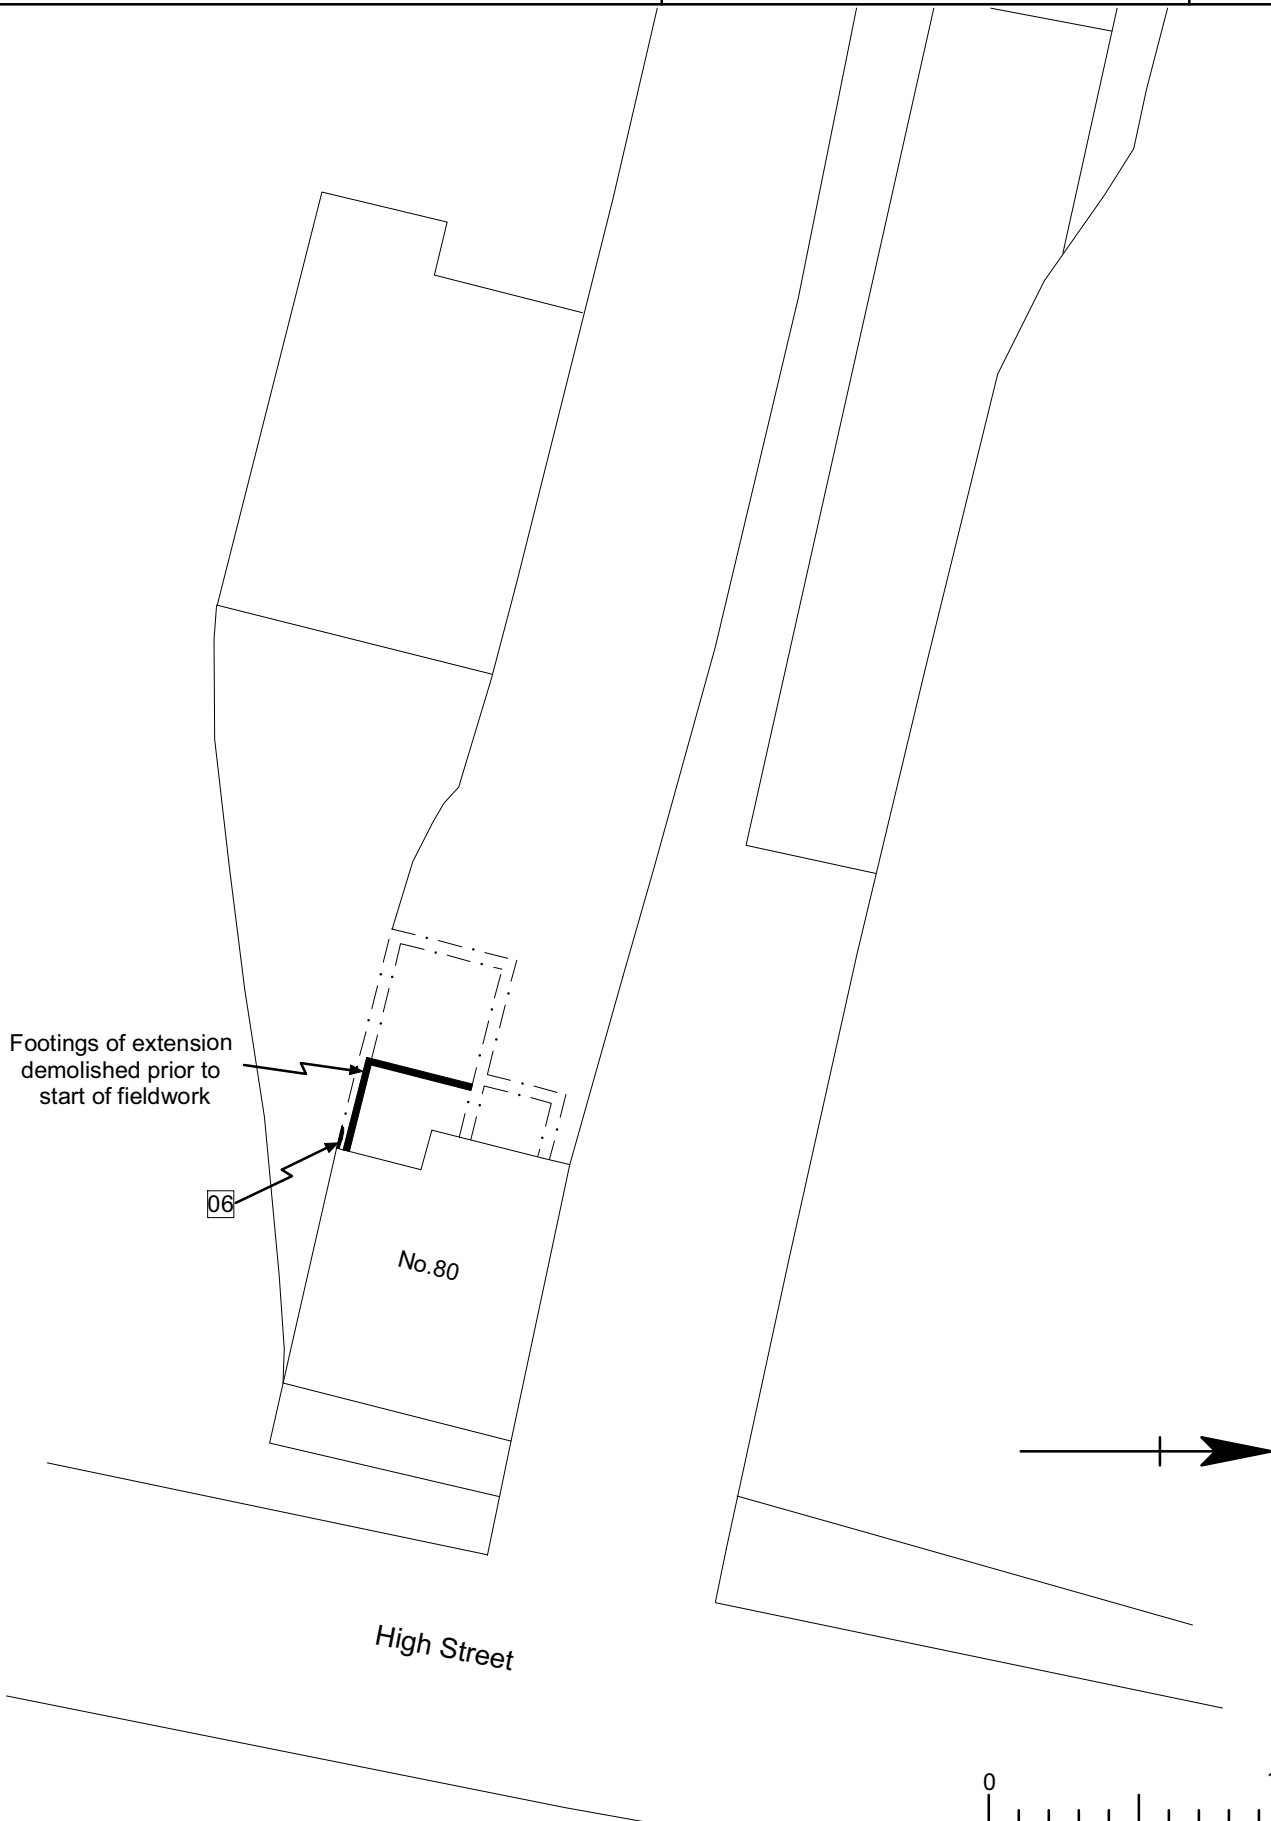 Footings of extension
demolished prior to
start of fieldwork
06
No.80
High Street
0